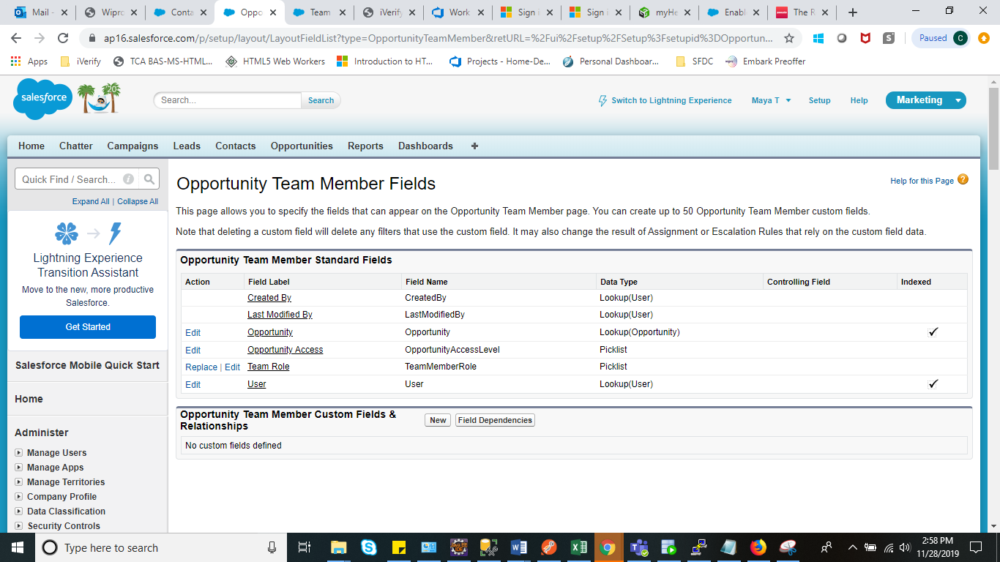 Mail -
Wipro
Conta
Oppo
Team
iVerify
Work
Sign i
Sign i
myHe
Enabl
The R
ap16.salesforce.com/p/setup/layout/LayoutFieldList?type=OpportunityTeamMember&retURL=%2Fui%2Fsetup%2FSetup%3Fsetupid%3DOpportun...
S
Paused
C
Apps
iVerify
TCA BAS-MS-HTML...
HTML5 Web Workers
Introduction to HT...
Projects - Home-De...
Personal Dashboar...
SFDC
Embark Preoffer
salesforce
20
Search...
Search
Switch to Lightning Experience
Maya T
Setup
Help
Marketing
Home
Chatter
Campaigns
Leads
Contacts
Opportunities
Reports
Dashboards
+
Quick Find / Search...
Expand All | Collapse All
Lightning Experience
Transition Assistant
Move to the new, more productive
Salesforce.
Get Started
Salesforce Mobile Quick Start
Home
Administer
Manage Users
Manage Apps
Manage Territories
Company Profile
Data Classification
Security Controls
Opportunity Team Member Fields
Help for this Page ?
This page allows you to specify the fields that can appear on the Opportunity Team Member page. You can create up to 50 Opportunity Team Member custom fields.
Note that deleting a custom field will delete any filters that use the custom field. It may also change the result of Assignment or Escalation Rules that rely on the custom field data.
Opportunity Team Member Standard Fields
Action Field Label Field Name Data Type Controlling Field Indexed
Created By CreatedBy Lookup(User)
Last Modified By LastModifiedBy Lookup(User)
Edit Opportunity Opportunity Lookup(Opportunity) ✓
Edit Opportunity Access OpportunityAccessLevel Picklist
Replace | Edit Team Role TeamMemberRole Picklist
Edit User User Lookup(User) ✓
Opportunity Team Member Custom Fields &
Relationships
New
Field Dependencies
No custom fields defined
Type here to search
2:58 PM
11/28/2019